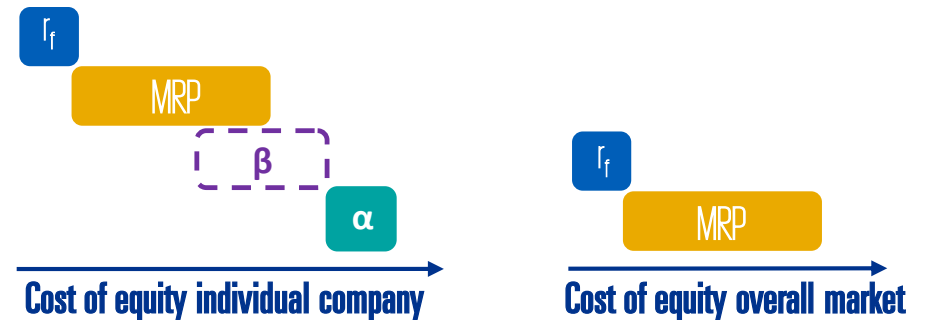 rf
MRP
β
α
Cost of equity individual company
rf
MRP
Cost of equity overall market